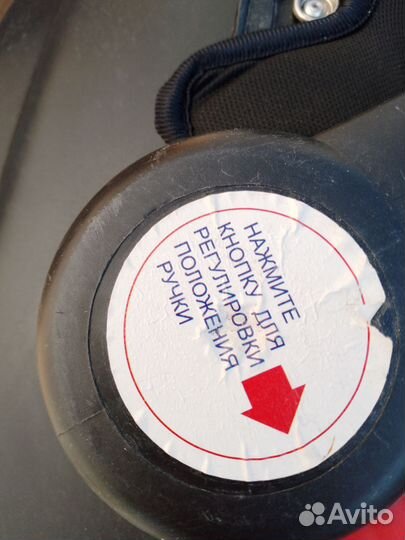 НАЖМИТЕ
КНОПКУ ДЛЯ
РЕГУЛИРОВКИ
ПОЛОЖЕНИЯ
РУЧКИ
Avito